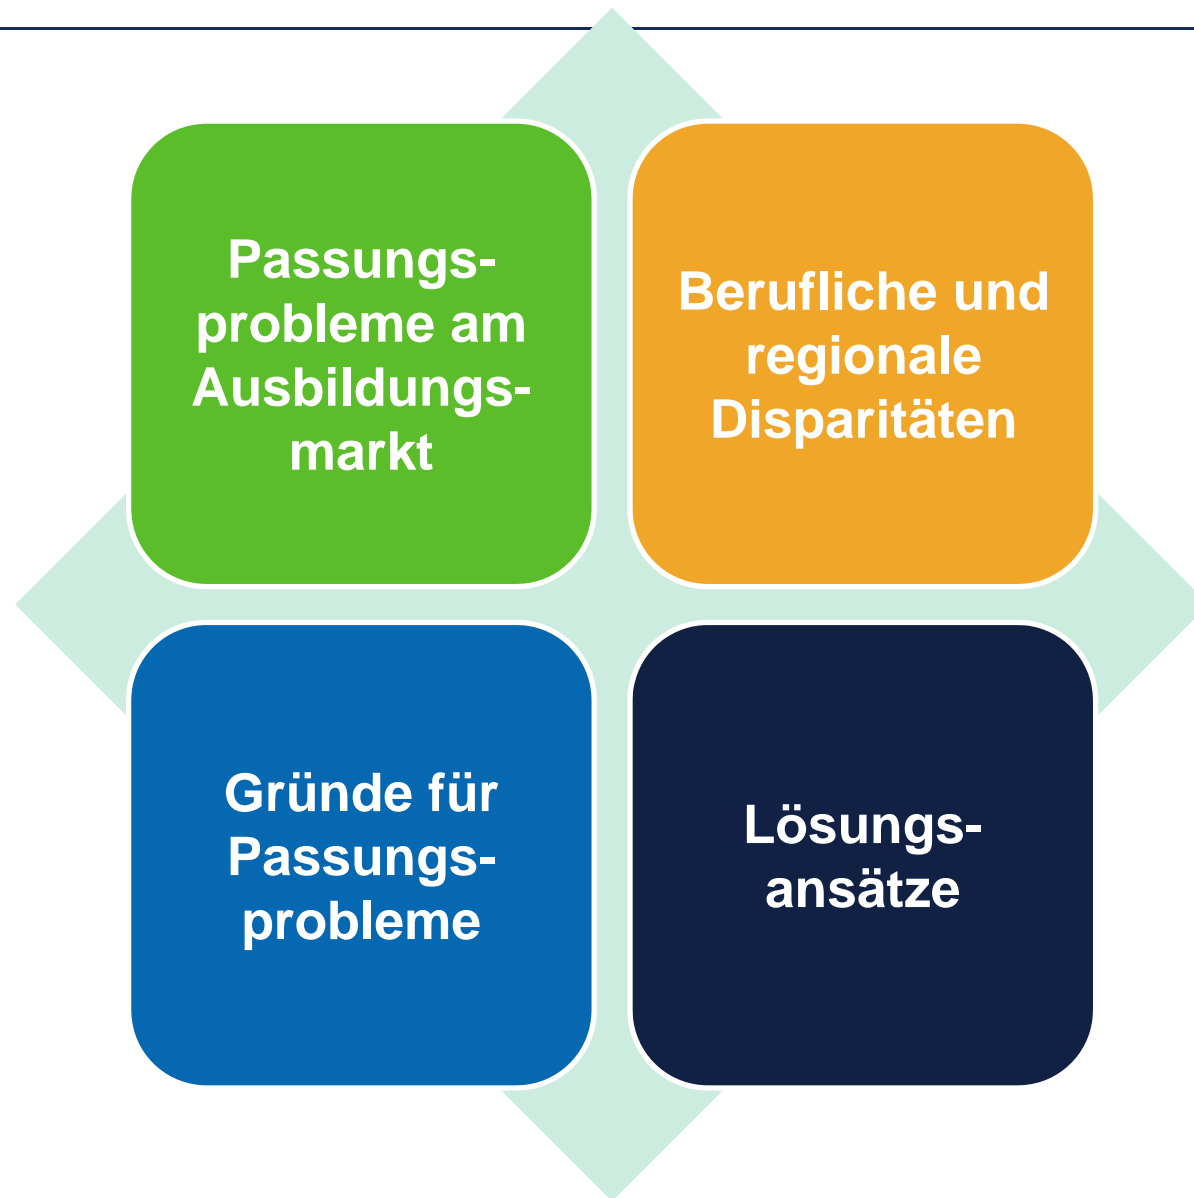 Passungs-
probleme am
Ausbildungs-
markt
Berufliche und
regionale
Disparitäten
Gründe für
Passungs-
probleme
Lösungs-
ansätze